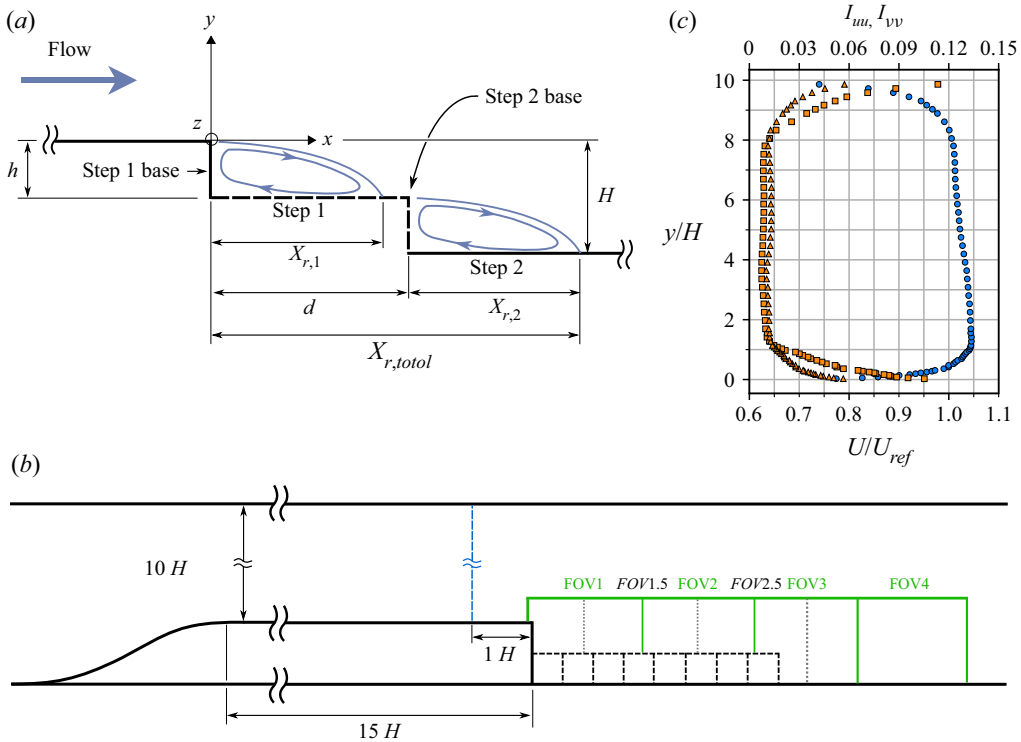 (a)
y
Flow
Step 2 base
z
x
h
Step 1 base
H
Step 1
X_{r,1}
Step 2
d
X_{r,2}
X_{r,totol}
(c)
I_{uu}, I_{vv}
0 0.03 0.06 0.09 0.12 0.15
10
8
6
y/H
4
2
0
0.6 0.7 0.8 0.9 1.0 1.1
U/U_{ref}
(b)
10 H
FOV1 FOV1.5 FOV2 FOV2.5 FOV3 FOV4
1 H
15 H